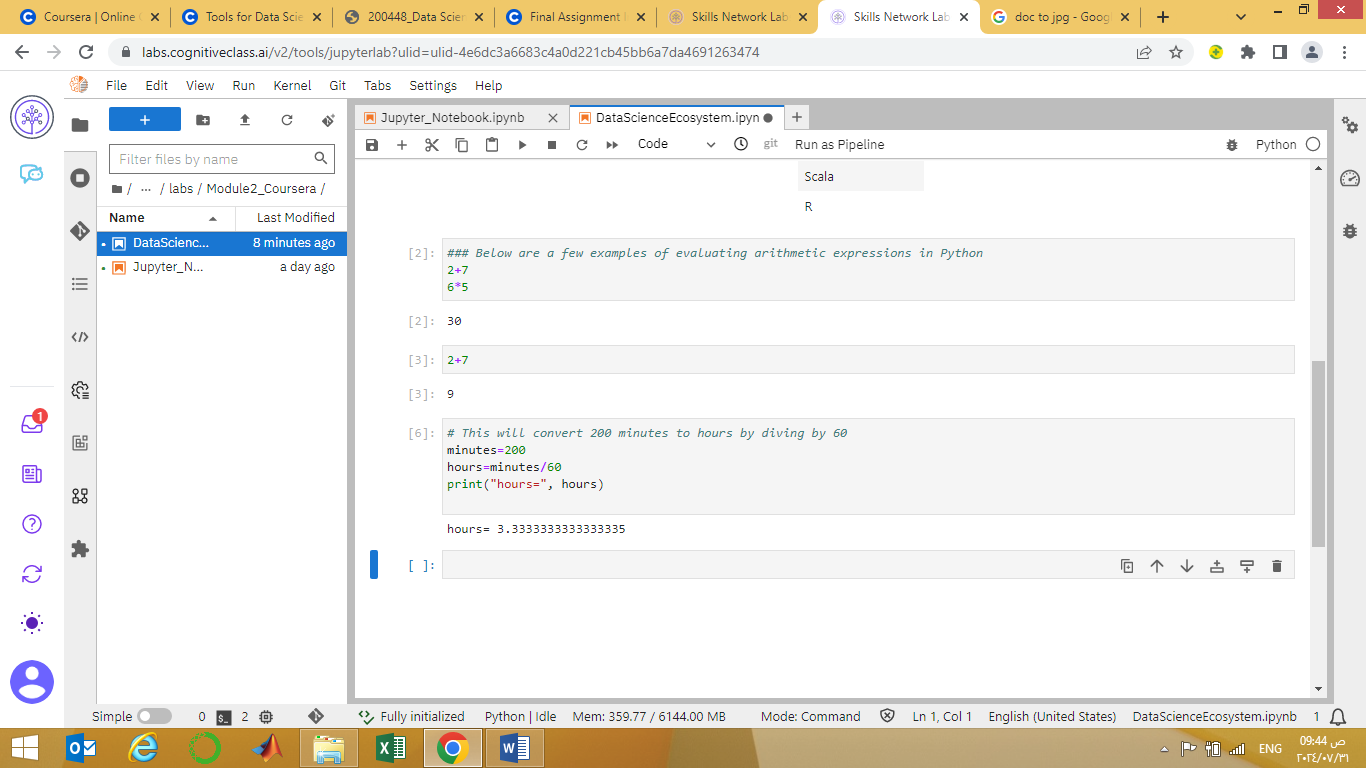 Coursera | Online
Tools for Data Scie
200448_Data Scien
Final Assignment
Skills Network Lab
Skills Network Lab
doc to jpg - Googl
labs.cognitiveclass.ai/v2/tools/jupyterlab?ulid=ulid-4e6dc3a6683c4a0d221cb45bb6a7da4691263474
File Edit View Run Kernel Git Tabs Settings Help
Jupyter_Notebook.ipynb
DataScienceEcosystem.ipyn
Filter files by name
/ ... / labs / Module2_Coursera /
Name Last Modified
DataScienc... 8 minutes ago
Jupyter_N... a day ago
Code
git
Run as Pipeline
Python
Scala
R
[2]: ### Below are a few examples of evaluating arithmetic expressions in Python
2+7
6*5
[2]: 30
[3]: 2+7
[3]: 9
[6]: # This will convert 200 minutes to hours by diving by 60
minutes=200
hours=minutes/60
print("hours=", hours)
hours= 3.3333333333333335
[ ]:
1
Simple 0 2 Fully initialized Python | Idle Mem: 359.77 / 6144.00 MB Mode: Command Ln 1, Col 1 English (United States) DataScienceEcosystem.ipynb 1
ENG
09:44 ص
٢٠٢٤/٠٧/٣١